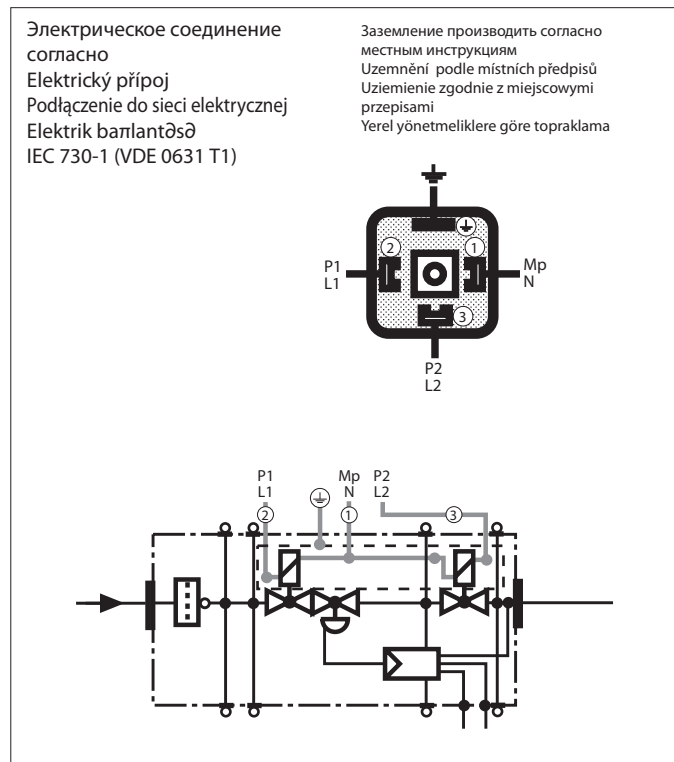 Электрическое соединение
согласно
Elektrický přípoj
Podłączenie do sieci elektrycznej
Elektrik baπlant∂s∂
IEC 730-1 (VDE 0631 T1)
Заземление производить согласно
местным инструкциям
Uzemnění podle místních předpisů
Uziemienie zgodnie z miejscowymi
przepisami
Yerel yönetmeliklere göre topraklama
2
1
P1
L1
Mp
N
3
P2
L2
P1
L1
Mp
N
P2
L2
2
1
3